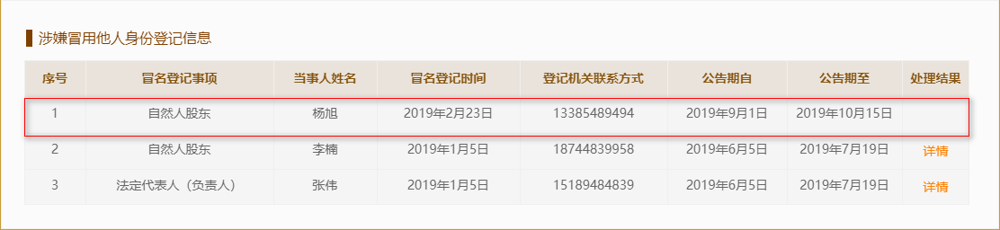 涉嫌冒用他人身份登记信息
序号 冒名登记事项 当事人姓名 冒名登记时间 登记机关联系方式 公告期自 公告期至 处理结果
1 自然人股东 杨旭 2019年2月23日 13385489494 2019年9月1日 2019年10月15日
2 自然人股东 李楠 2019年1月5日 18744839958 2019年6月5日 2019年7月19日 详情
3 法定代表人（负责人） 张伟 2019年1月5日 15189484839 2019年6月5日 2019年7月19日 详情